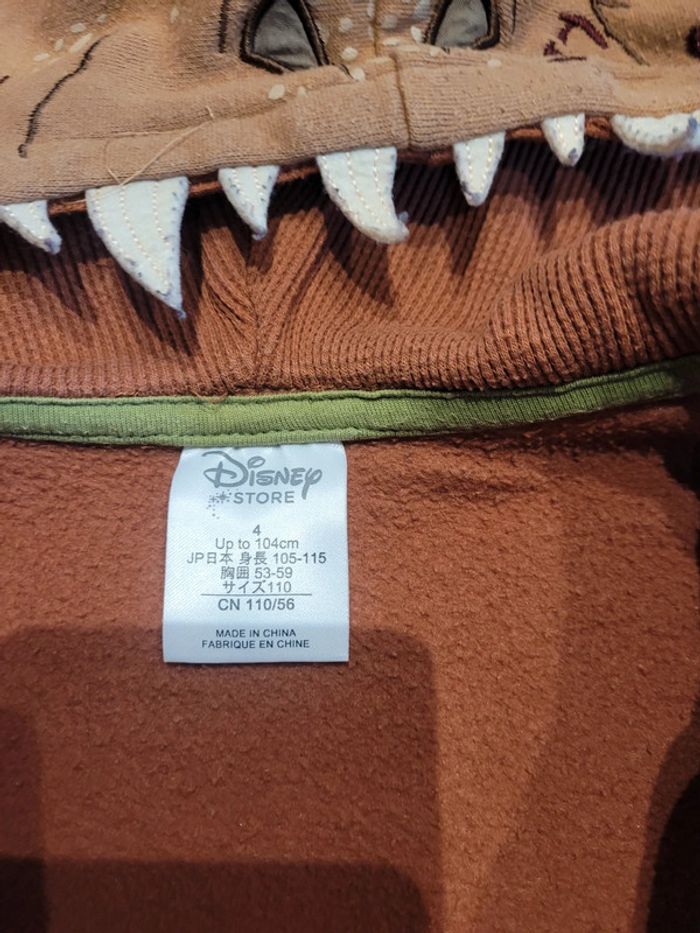 Disney
STORE
4
Up to 104cm
JP日本 身長 105-115
胸囲 53-59
サイズ110
CN 110/56
MADE IN CHINA
FABRIQUE EN CHINE